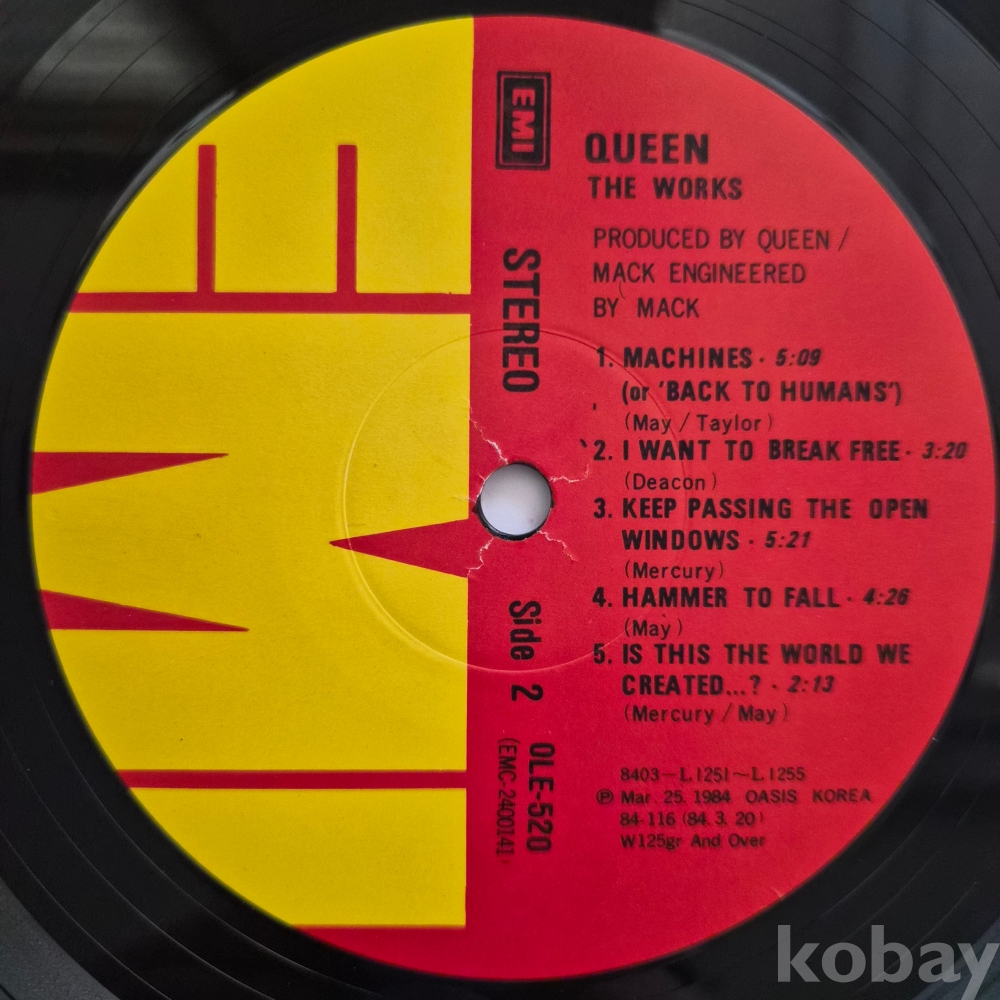 EMI
QUEEN
THE WORKS
PRODUCED BY QUEEN /
MACK ENGINEERED
BY MACK
STEREO
1. MACHINES · 5:09
(or 'BACK TO HUMANS')
(May / Taylor)
2. I WANT TO BREAK FREE · 3:20
(Deacon)
3. KEEP PASSING THE OPEN
WINDOWS · 5:21
(Mercury)
4. HAMMER TO FALL · 4:26
(May)
5. IS THIS THE WORLD WE
CREATED...? · 2:13
(Mercury / May)
Side 2
OLE-520
(EMC-2400141)
8403-L.1251~L.1255
Ⓟ Mar. 25. 1984 OASIS KOREA
84-116 (84. 3. 20)
W125gr And Over
kobay